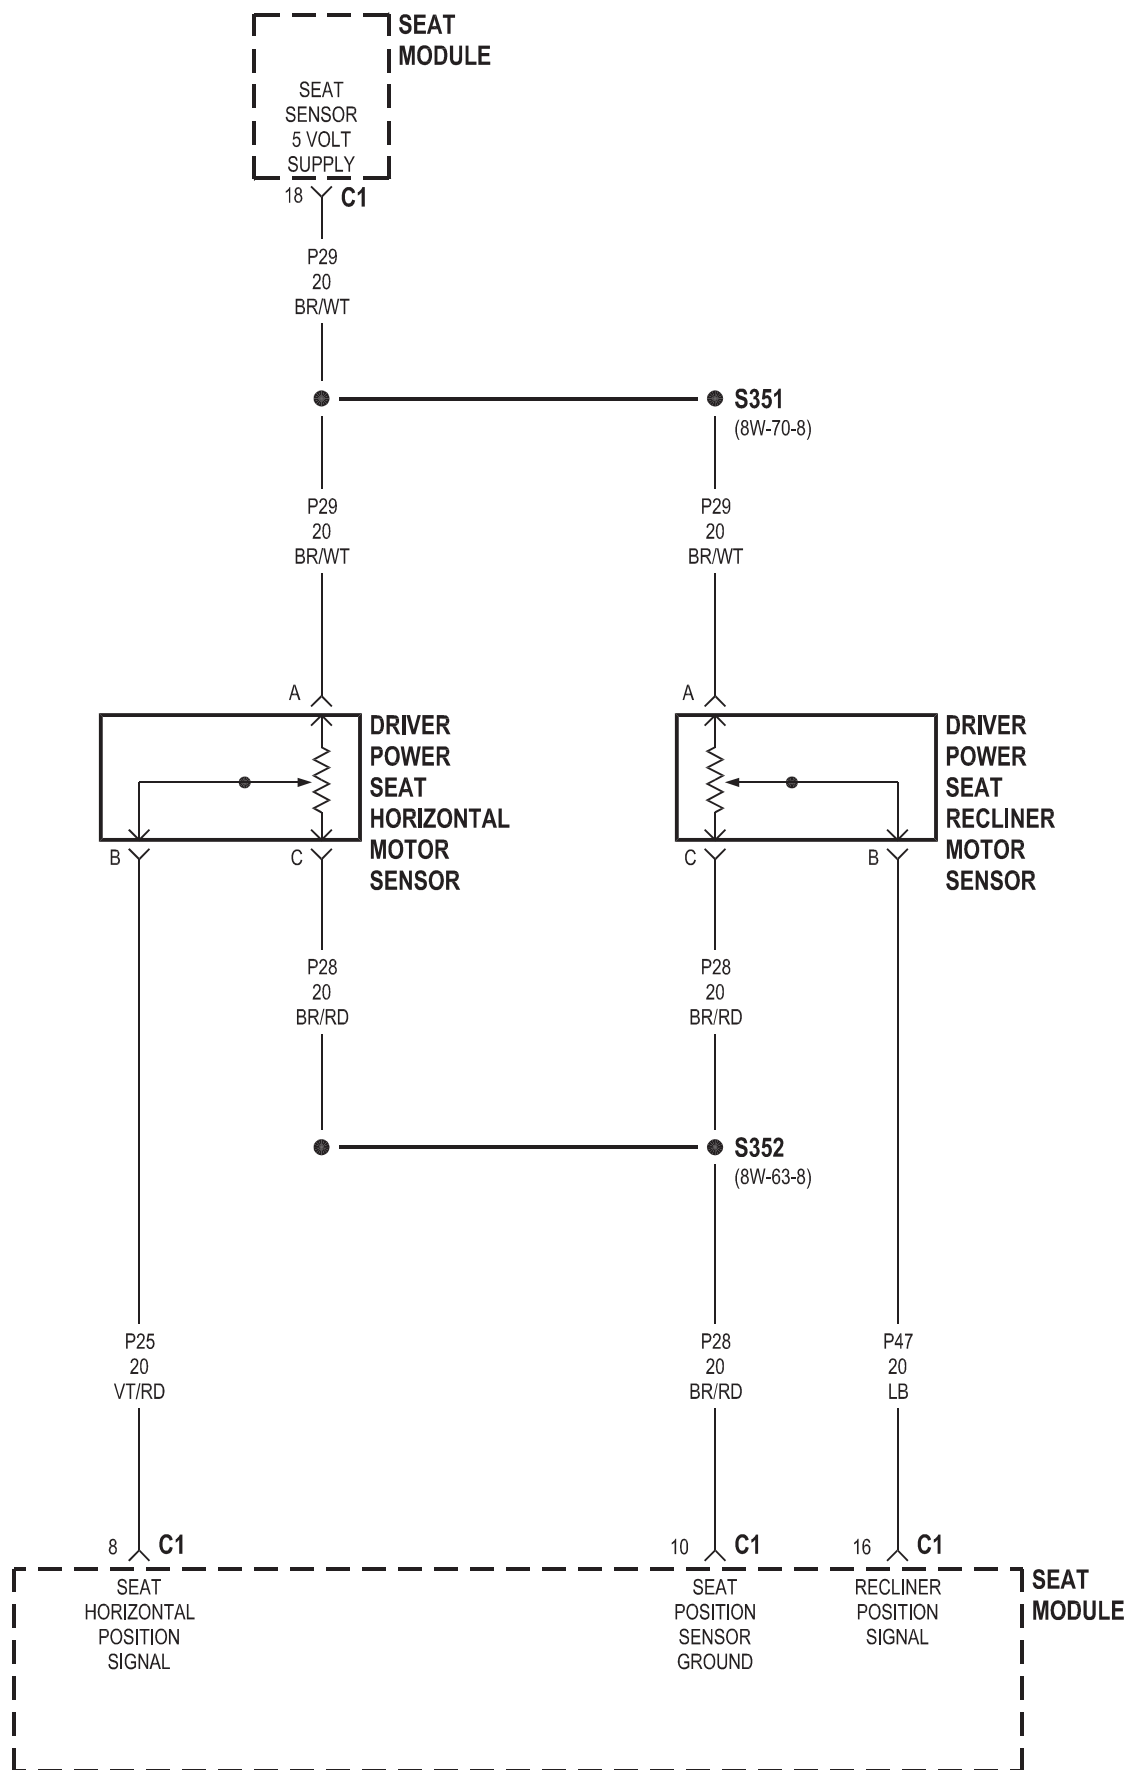 SEAT
MODULE
SEAT
SENSOR
5 VOLT
SUPPLY
18
C1
P29
20
BR/WT
S351
(8W-70-8)
P29
20
BR/WT
P29
20
BR/WT
A
A
DRIVER
POWER
SEAT
HORIZONTAL
MOTOR
SENSOR
DRIVER
POWER
SEAT
RECLINER
MOTOR
SENSOR
B
C
C
B
P28
20
BR/RD
P28
20
BR/RD
S352
(8W-63-8)
P25
20
VT/RD
P28
20
BR/RD
P47
20
LB
8
C1
10
C1
16
C1
SEAT
HORIZONTAL
POSITION
SIGNAL
SEAT
POSITION
SENSOR
GROUND
RECLINER
POSITION
SIGNAL
SEAT
MODULE